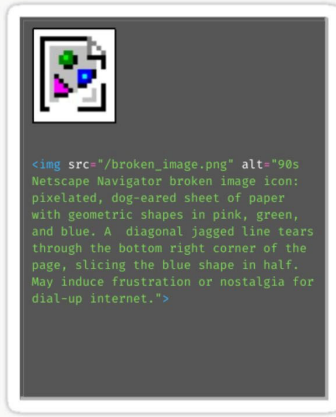 <img src="/broken_image.png" alt="90s
Netscape Navigator broken image icon:
pixelated, dog-eared sheet of paper
with geometric shapes in pink, green,
and blue. A  diagonal jagged line tears
through the bottom right corner of the
page, slicing the blue shape in half.
May induce frustration or nostalgia for
dial-up internet.">